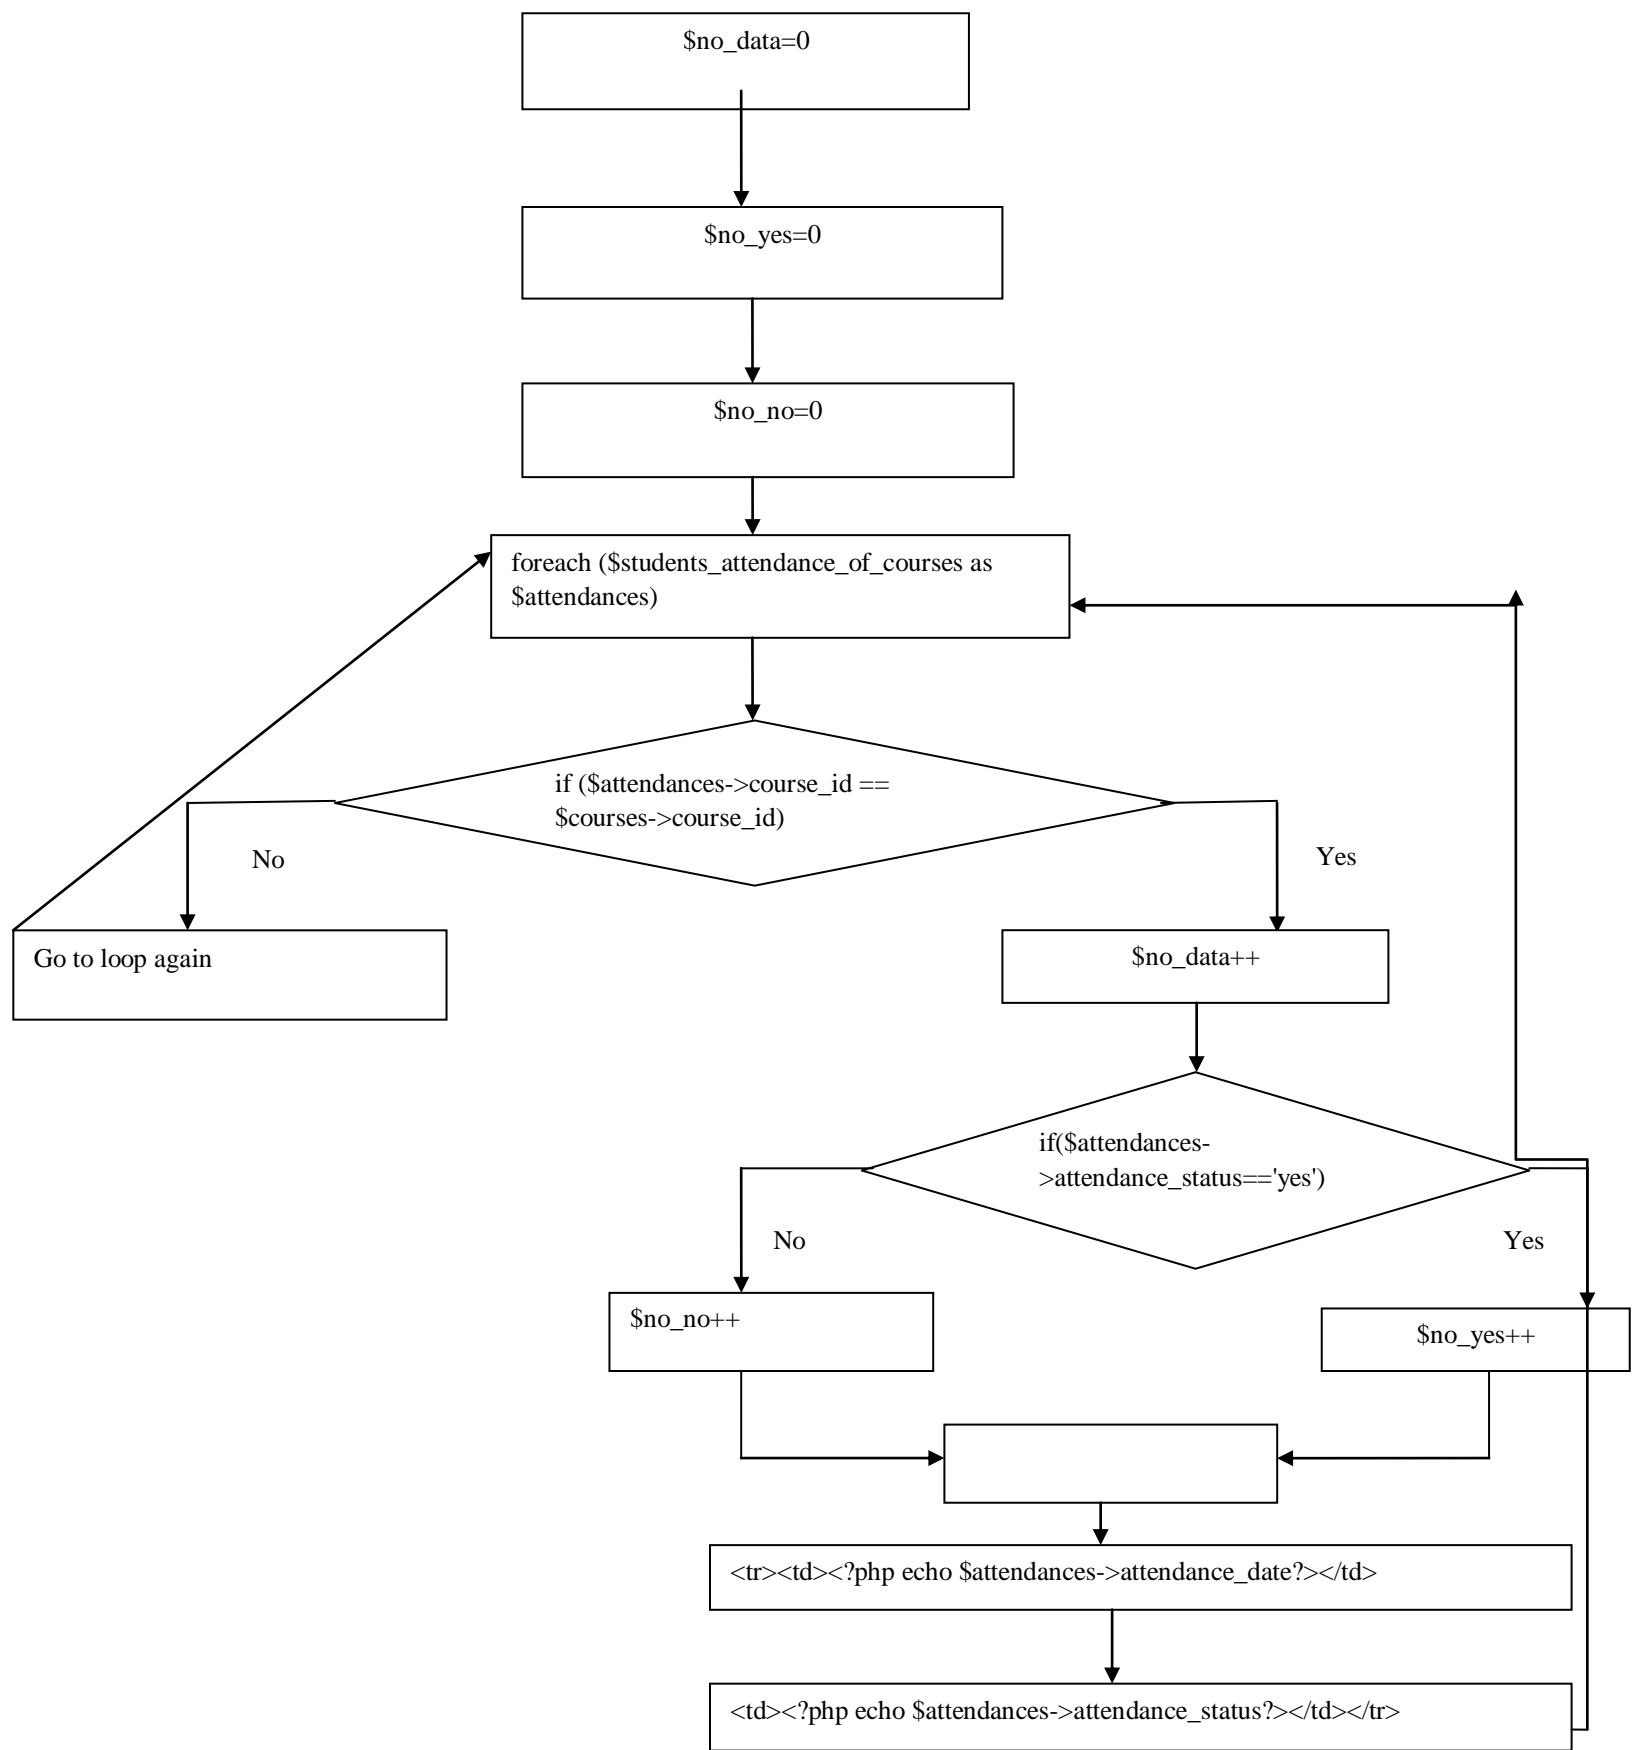 $no_data=0
$no_yes=0
$no_no=0
foreach ($students_attendance_of_courses as
$attendances)
if ($attendances->course_id ==
$courses->course_id)
No
Yes
Go to loop again
$no_data++
if($attendances-
>attendance_status=='yes')
No
Yes
$no_no++
$no_yes++
<tr><td><?php echo $attendances->attendance_date?></td>
<td><?php echo $attendances->attendance_status?></td></tr>